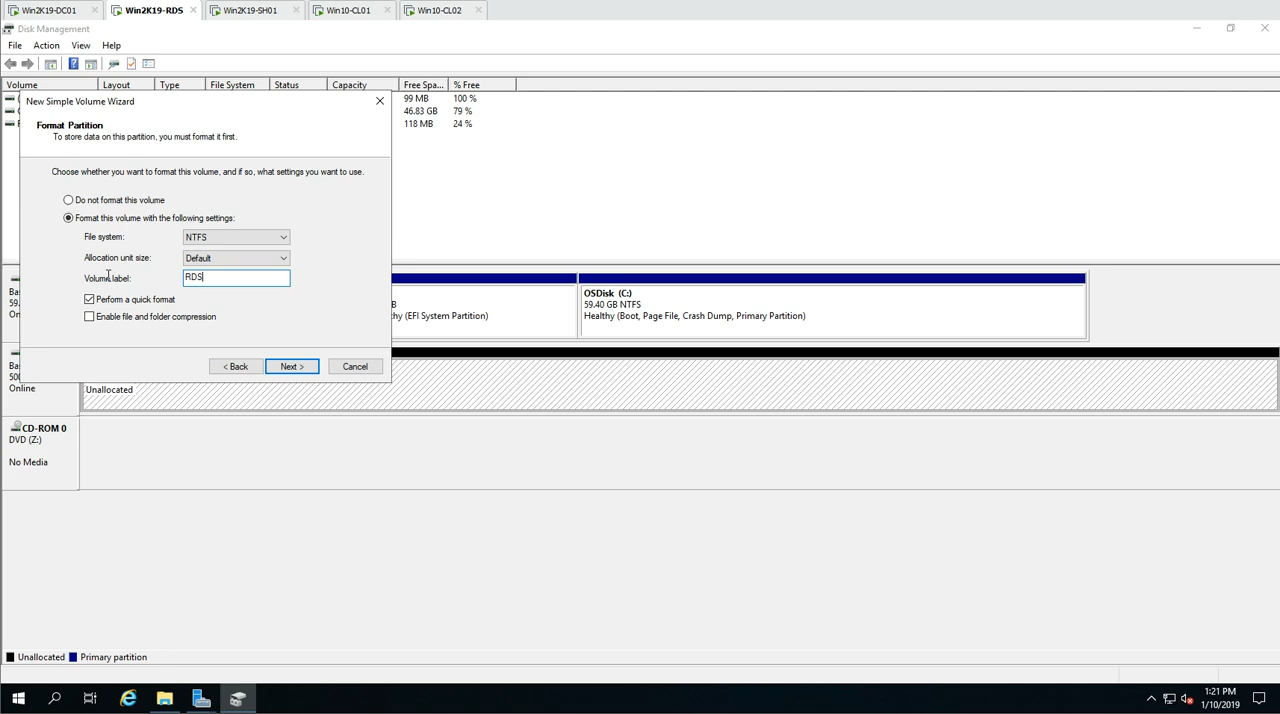 Win2K19-DC01
Win2K19-RDS
Win2K19-SH01
Win10-CL01
Win10-CL02
Disk Management
File Action View Help
Volume Layout Type File System Status Capacity Free Spa... % Free
99 MB 100 %
46.83 GB 79 %
118 MB 24 %
New Simple Volume Wizard
Format Partition
To store data on this partition, you must format it first.
Choose whether you want to format this volume, and if so, what settings you want to use.
Do not format this volume
Format this volume with the following settings:
File system: NTFS
Allocation unit size: Default
Volume label: RDS
Perform a quick format
Enable file and folder compression
< Back Next > Cancel
Ba
59.
On
B
hy (EFI System Partition)
OSDisk (C:)
59.40 GB NTFS
Healthy (Boot, Page File, Crash Dump, Primary Partition)
Ba
500
Online
Unallocated
CD-ROM 0
DVD (Z:)
No Media
Unallocated Primary partition
1:21 PM
1/10/2019